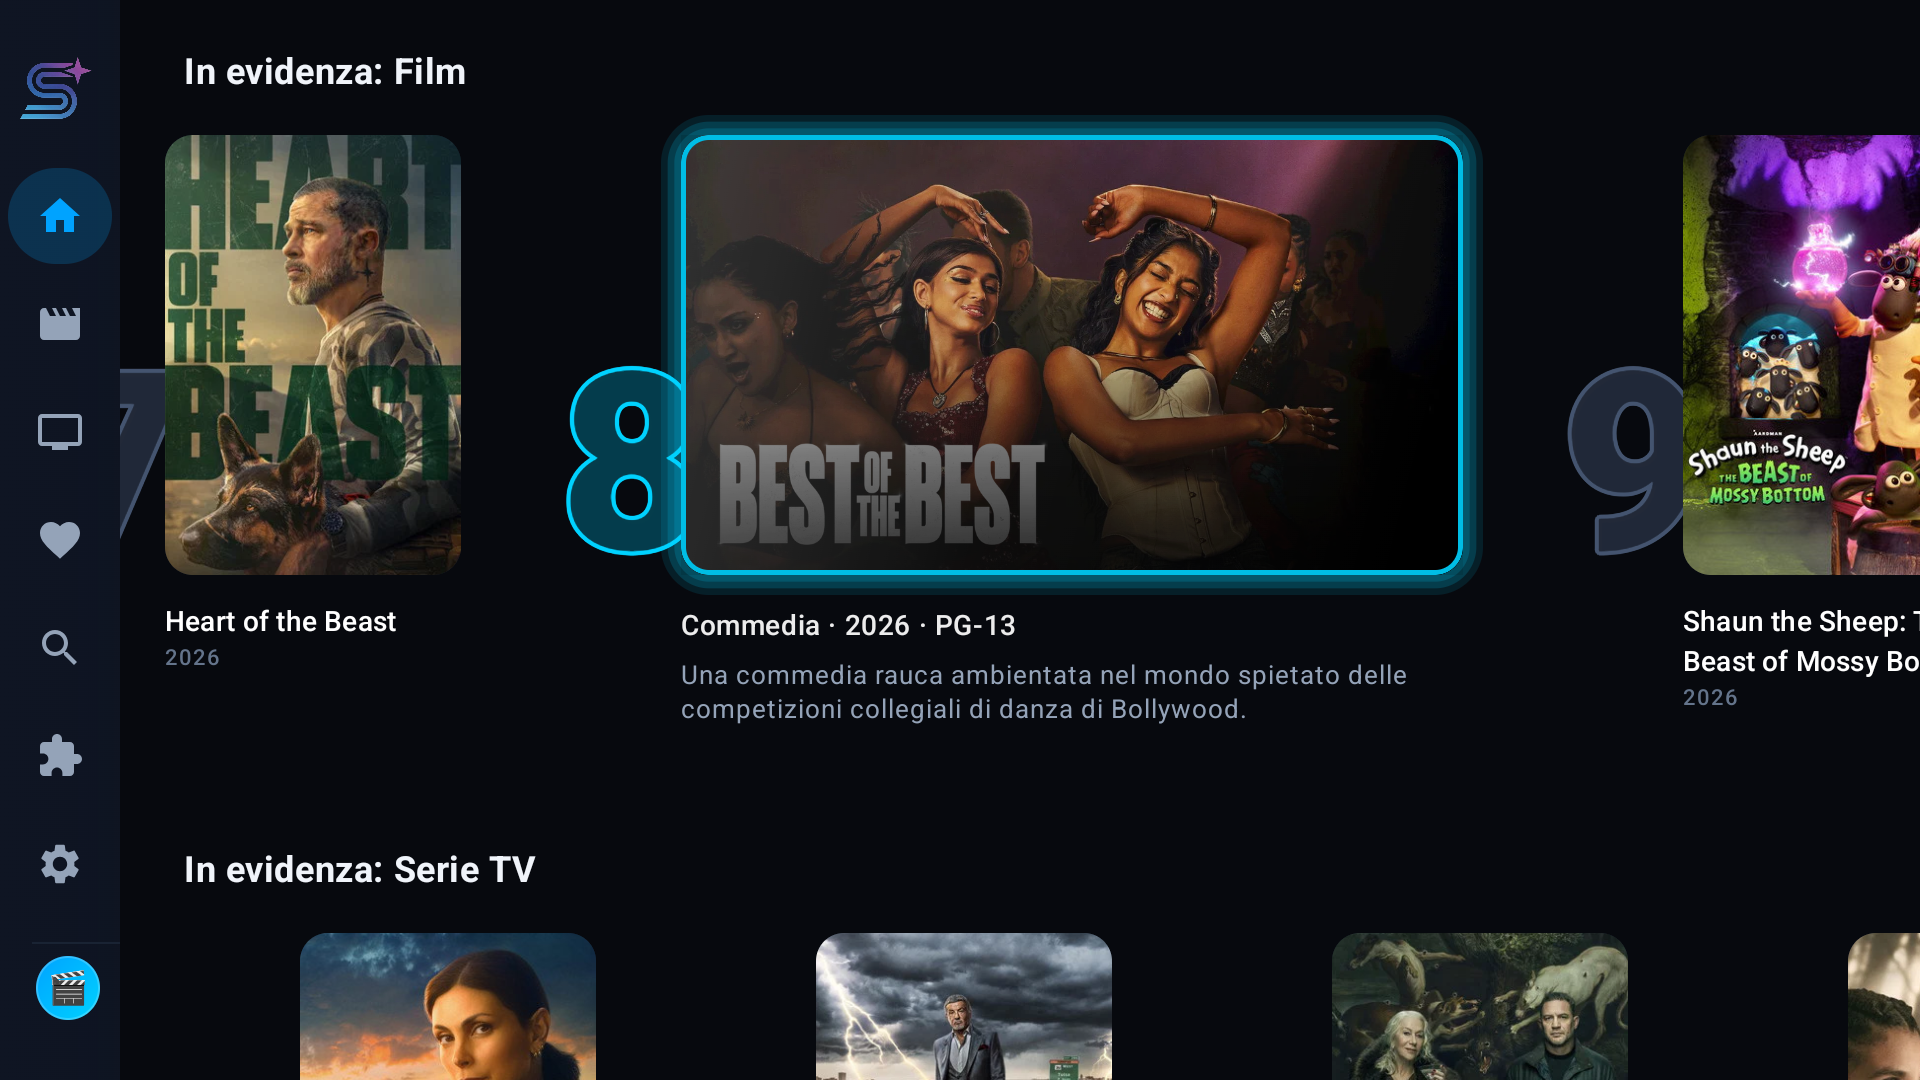 In evidenza: Film
HEART
OF
THE
BEAST
7
8
BEST OF THE BEST
9
AARDMAN
Shaun the Sheep
THE BEAST OF
MOSSY BOTTOM
Heart of the Beast
2026
Commedia · 2026 · PG-13
Una commedia rauca ambientata nel mondo spietato delle
competizioni collegiali di danza di Bollywood.
Shaun the Sheep: T
Beast of Mossy Bo
2026
In evidenza: Serie TV